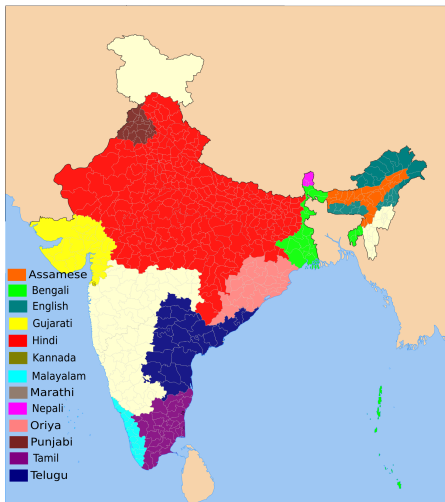 Assamese
Bengali
English
Gujarati
Hindi
Kannada
Malayalam
Marathi
Nepali
Oriya
Punjabi
Tamil
Telugu